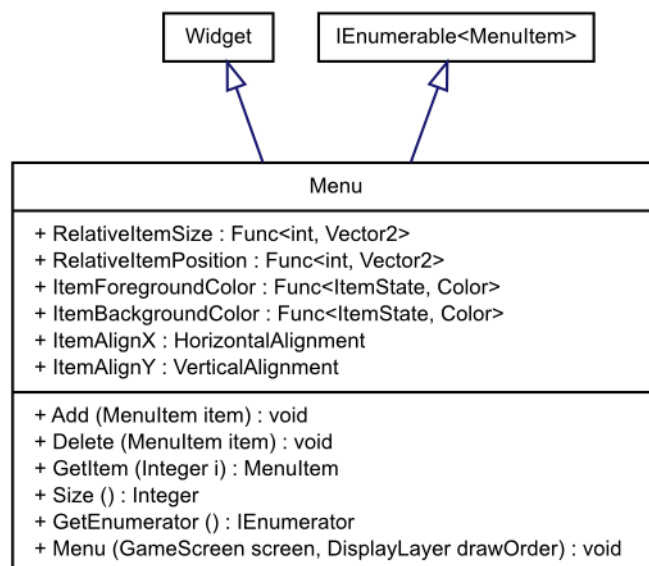 Widget
IEnumerable<MenuItem>
Menu
+ RelativeItemSize : Func<int, Vector2>
+ RelativeItemPosition : Func<int, Vector2>
+ ItemForegroundColor : Func<ItemState, Color>
+ ItemBackgroundColor : Func<ItemState, Color>
+ ItemAlignX : HorizontalAlignment
+ ItemAlignY : VerticalAlignment
+ Add (MenuItem item) : void
+ Delete (MenuItem item) : void
+ GetItem (Integer i) : MenuItem
+ Size () : Integer
+ GetEnumerator () : IEnumerator
+ Menu (GameScreen screen, DisplayLayer drawOrder) : void